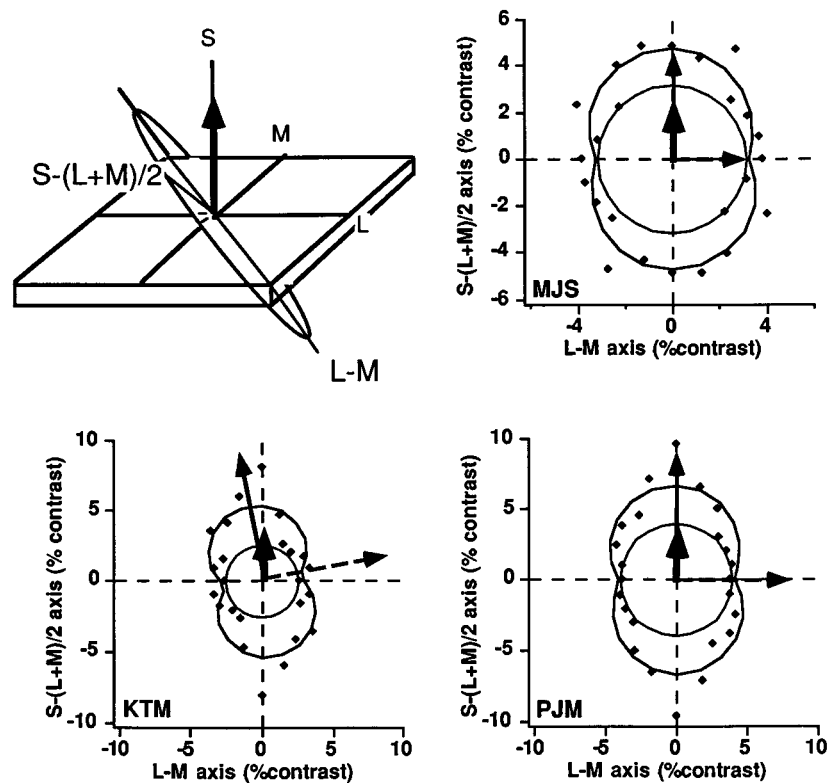 S
M
S-(L+M)/2
L
L-M
S-(L+M)/2 axis (% contrast)
6
4
2
0
-2
-4
-6
MJS
-4
0
4
L-M axis (%contrast)
S-(L+M)/2 axis (% contrast)
10
5
0
-5
-10
KTM
-5
0
5
10
L-M axis (%contrast)
S-(L+M)/2 axis (% contrast)
10
5
0
-5
-10
PJM
-5
0
5
10
L-M axis (%contrast)